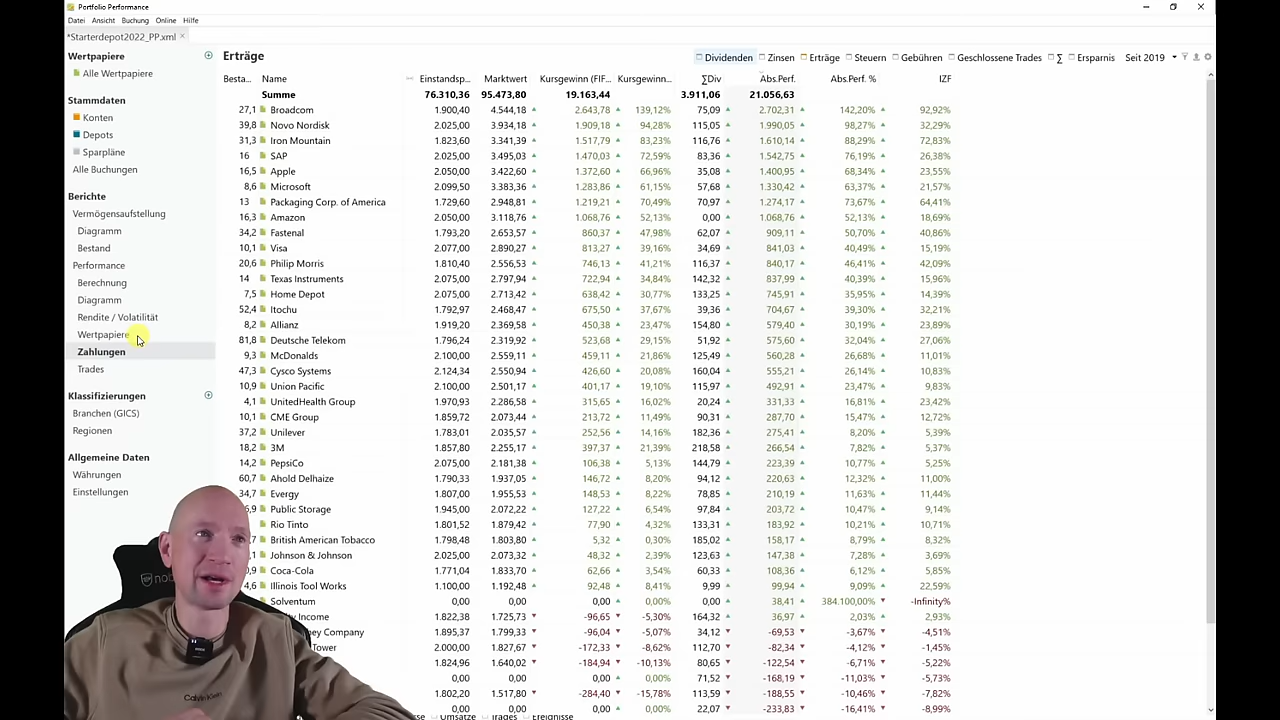 Portfolio Performance
Datei Ansicht Buchung Online Hilfe
*Starterdepot2022_PP.xml
Wertpapiere
Alle Wertpapiere
Stammdaten
Konten
Depots
Sparpläne
Alle Buchungen
Berichte
Vermögensaufstellung
Diagramm
Bestand
Performance
Berechnung
Diagramm
Rendite / Volatilität
Wertpapiere
Zahlungen
Trades
Klassifizierungen
Branchen (GICS)
Regionen
Allgemeine Daten
Währungen
Einstellungen
Erträge
Dividenden Zinsen Erträge Steuern Gebühren Geschlossene Trades ∑ Ersparnis Seit 2019
Besta... Name Einstandsp... Marktwert Kursgewinn (FIF... Kursgewinn... ∑Div Abs.Perf. Abs.Perf. % IZF
Summe 76.310,36 95.473,80 19.163,44 3.911,06 21.056,63
27,1 Broadcom 1.900,40 4.544,18 2.643,78 139,12% 75,09 2.702,31 142,20% 92,92%
39,8 Novo Nordisk 2.025,00 3.934,18 1.909,18 94,28% 115,05 1.990,05 98,27% 32,29%
31,3 Iron Mountain 1.823,60 3.341,39 1.517,79 83,23% 116,76 1.610,14 88,29% 72,83%
16 SAP 2.025,00 3.495,03 1.470,03 72,59% 83,36 1.542,75 76,19% 26,38%
16,5 Apple 2.050,00 3.422,60 1.372,60 66,96% 35,08 1.400,95 68,34% 23,55%
8,6 Microsoft 2.099,50 3.383,36 1.283,86 61,15% 57,68 1.330,42 63,37% 21,57%
13 Packaging Corp. of America 1.729,60 2.948,81 1.219,21 70,49% 70,97 1.274,17 73,67% 64,41%
16,3 Amazon 2.050,00 3.118,76 1.068,76 52,13% 0,00 1.068,76 52,13% 18,69%
34,2 Fastenal 1.793,20 2.653,57 860,37 47,98% 62,07 909,11 50,70% 40,86%
10,1 Visa 2.077,00 2.890,27 813,27 39,16% 34,69 841,03 40,49% 15,19%
20,6 Philip Morris 1.810,40 2.556,53 746,13 41,21% 116,37 840,17 46,41% 42,09%
14 Texas Instruments 2.075,00 2.797,94 722,94 34,84% 142,32 837,99 40,39% 15,96%
7,5 Home Depot 2.075,00 2.713,42 638,42 30,77% 133,25 745,91 35,95% 14,39%
52,4 Itochu 1.792,97 2.468,47 675,50 37,67% 36,36 704,67 39,30% 32,21%
8,2 Allianz 1.919,20 2.369,58 450,38 23,47% 154,80 579,40 30,19% 23,89%
81,8 Deutsche Telekom 1.796,24 2.319,92 523,68 29,15% 51,92 575,60 32,04% 27,06%
9,3 McDonalds 2.100,00 2.559,11 459,11 21,86% 125,49 560,28 26,68% 11,01%
47,3 Cysco Systems 2.124,34 2.550,94 426,60 20,08% 160,04 555,21 26,14% 10,83%
10,9 Union Pacific 2.100,00 2.501,17 401,17 19,10% 115,97 492,91 23,47% 9,83%
4,1 UnitedHealth Group 1.970,93 2.286,58 315,65 16,02% 20,24 331,33 16,81% 23,42%
10,1 CME Group 1.859,72 2.073,44 213,72 11,49% 90,31 287,70 15,47% 12,72%
37,2 Unilever 1.783,01 2.035,57 252,56 14,16% 182,36 275,41 8,20% 5,39%
18,2 3M 1.857,80 2.255,17 397,37 21,39% 218,58 266,54 7,82% 5,37%
14,2 PepsiCo 2.075,00 2.181,38 106,38 5,13% 144,79 223,39 10,77% 5,25%
60,7 Ahold Delhaize 1.790,33 1.937,05 146,72 8,20% 94,12 220,63 12,32% 11,00%
34,7 Evergy 1.807,00 1.955,53 148,53 8,22% 78,85 210,19 11,63% 11,44%
6,9 Public Storage 1.945,00 2.072,22 127,22 6,54% 97,84 203,72 10,47% 9,14%
Rio Tinto 1.801,52 1.879,42 77,90 4,32% 133,31 183,92 10,21% 10,71%
British American Tobacco 1.798,48 1.803,80 5,32 0,30% 185,02 158,17 8,79% 8,32%
,1 Johnson & Johnson 2.025,00 2.073,32 48,32 2,39% 123,63 147,38 7,28% 3,69%
0,9 Coca-Cola 1.771,04 1.833,70 62,66 3,54% 60,33 108,36 6,12% 5,85%
4,6 Illinois Tool Works 1.100,00 1.192,48 92,48 8,41% 9,99 99,94 9,09% 22,59%
Solventum 0,00 0,00 0,00 0,00% 0,00 38,41 384.100,00% -Infinity%
Income 1.822,38 1.725,73 -96,65 -5,30% 164,32 36,97 2,03% 2,93%
ney Company 1.895,37 1.799,33 -96,04 -5,07% 34,12 -69,53 -3,67% -4,51%
Tower 2.000,00 1.827,67 -172,33 -8,62% 112,70 -82,34 -4,12% -1,45%
1.824,96 1.640,02 -184,94 -10,13% 80,65 -122,54 -6,71% -5,22%
0,00 0,00 0,00 0,00% 71,52 -168,19 -11,03% -5,73%
1.802,20 1.517,80 -284,40 -15,78% 113,59 -188,55 -10,46% -7,82%
0,00 0,00 0,00 0,00% 22,07 -233,83 -16,41% -8,99%
Umsätze Trades Ereignisse
Calvin Klein